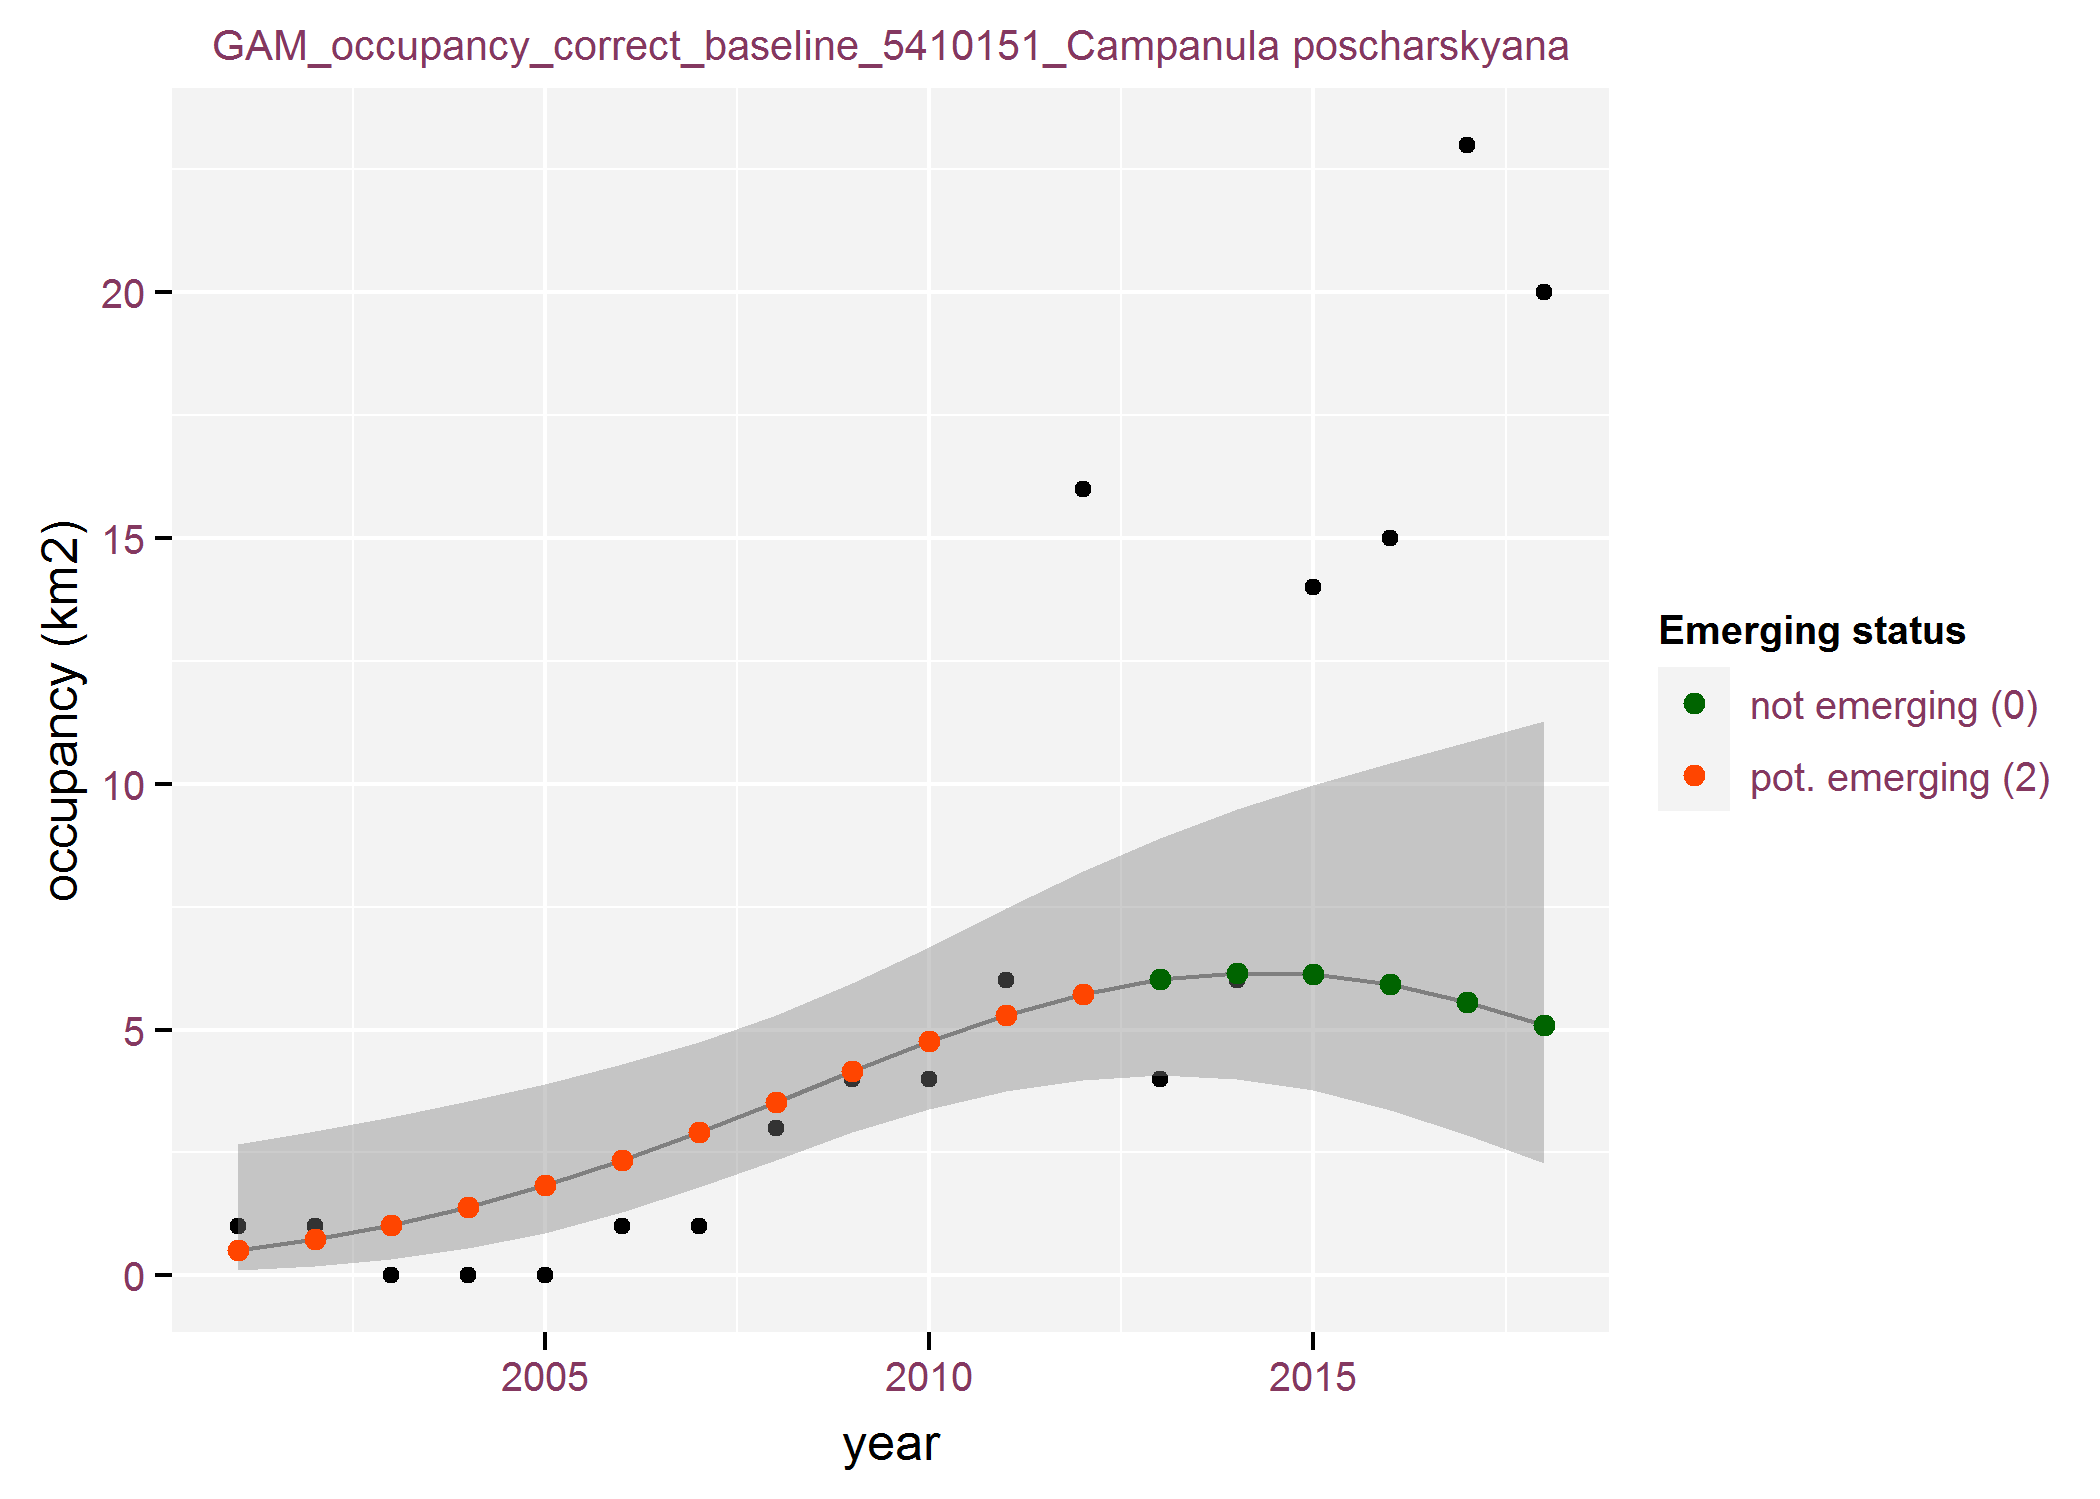 GAM_occupancy_correct_baseline_5410151_Campanula poscharskyana
20
15
10
5
0
occupancy (km2)
2005 2010 2015
year
Emerging status
not emerging (0)
pot. emerging (2)